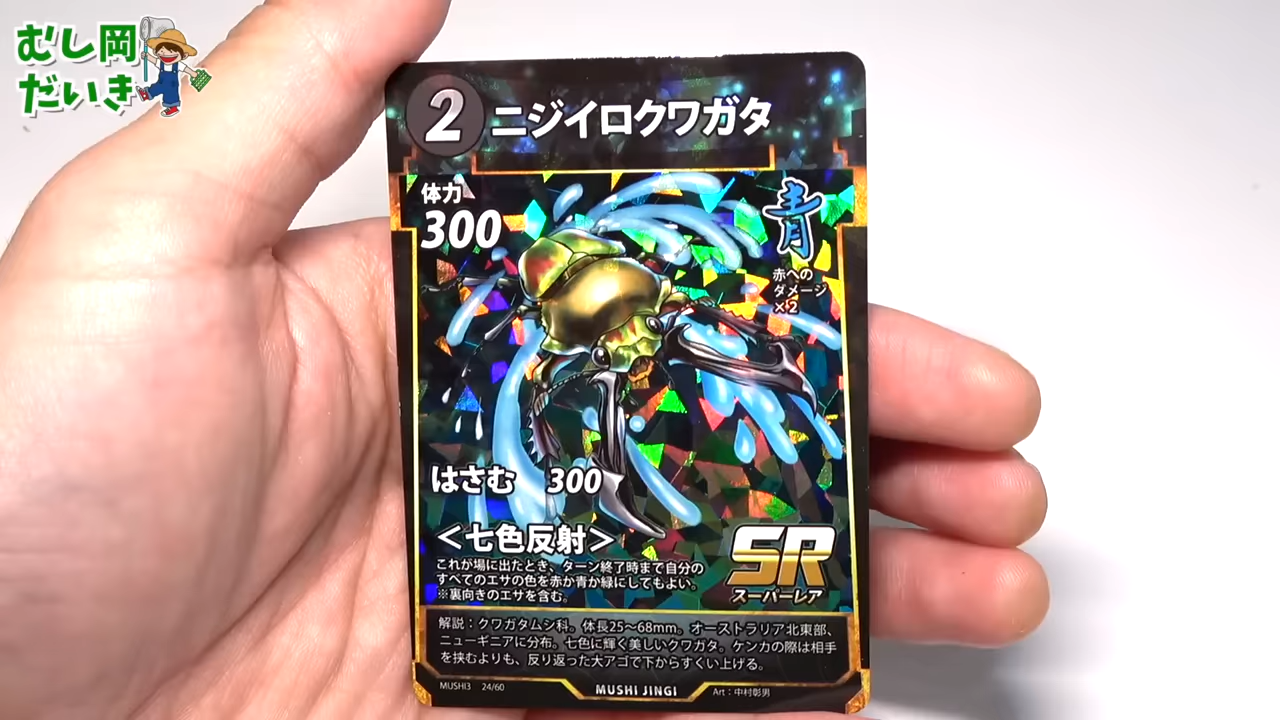 むし岡
だいき
2 ニジイロクワガタ
体力
300
青
赤への
ダメージ
×2
はさむ 300
<七色反射>
これが場に出たとき、ターン終了時まで自分の
すべてのエサの色を赤か青か緑にしてもよい。
※裏向きのエサを含む。
SR
スーパーレア
解説：クワガタムシ科。体長25～68mm。オーストラリア北東部、
ニューギニアに分布。七色に輝く美しいクワガタ。ケンカの際は相手
を挟むよりも、反り返った大アゴで下からすくい上げる。
MUSHI3 24/60
MUSHI JINGI
Art：中村彰男